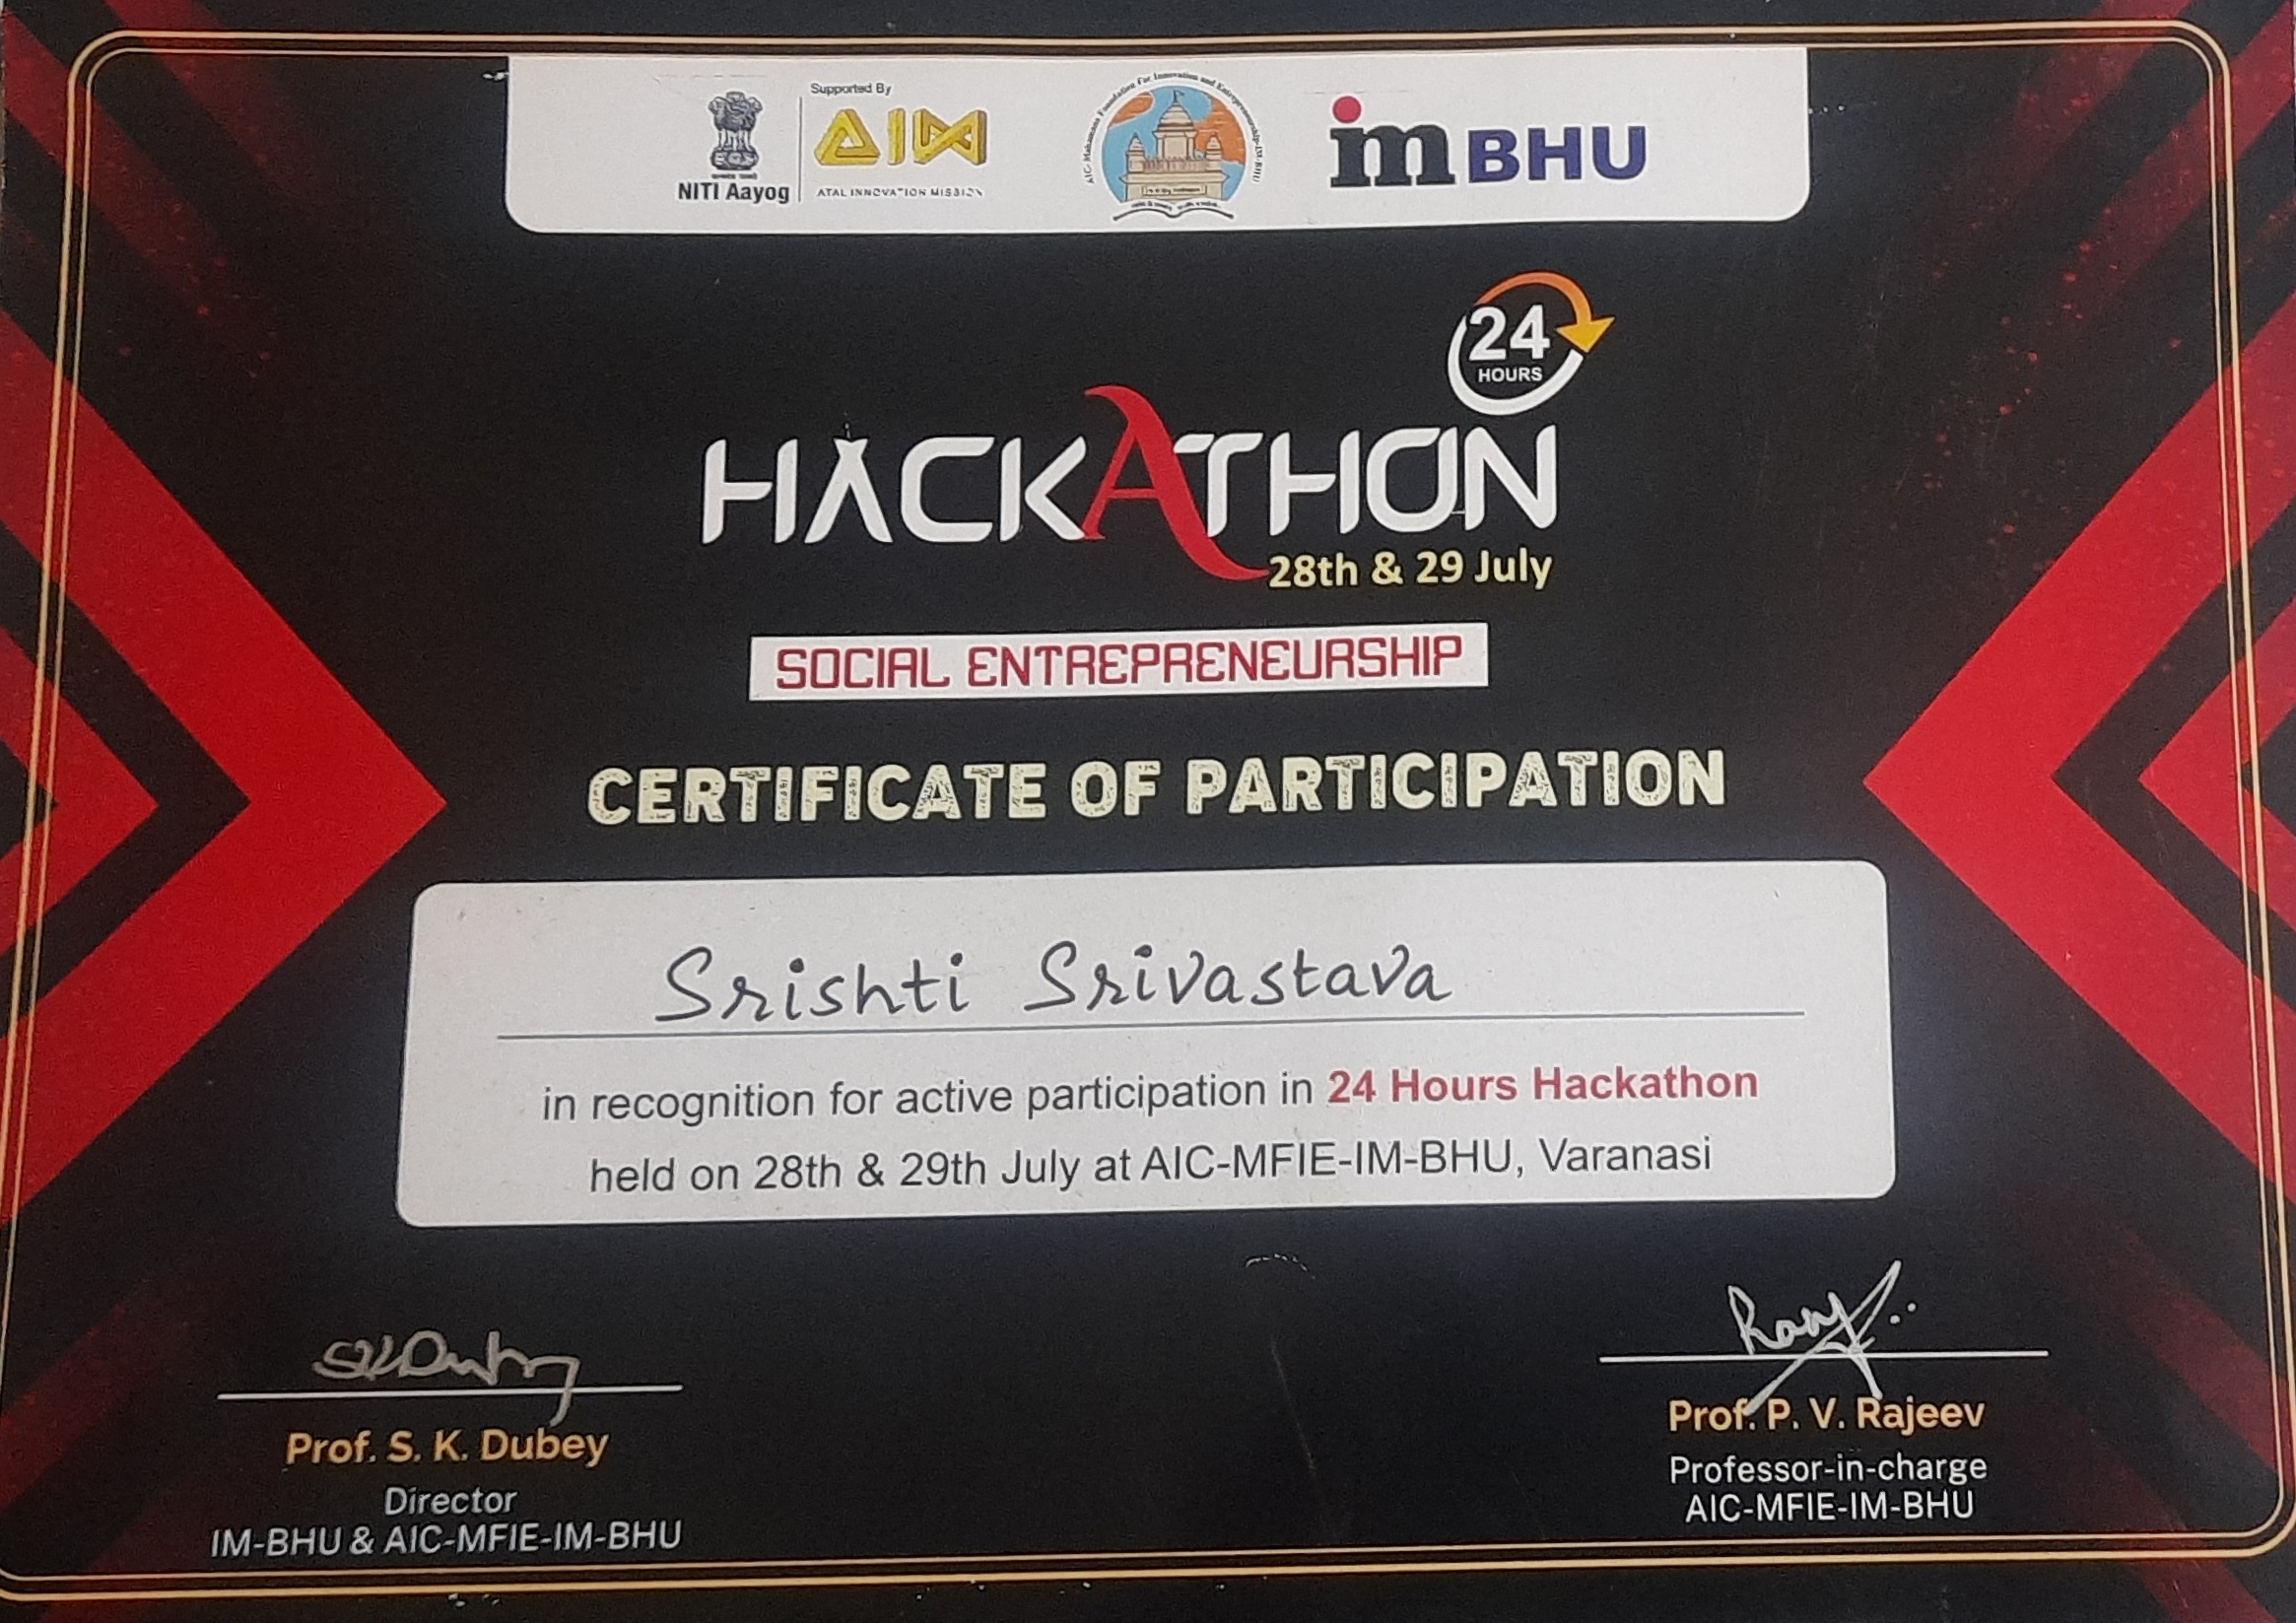 Supported By
NITI Aayog
AIM
ATAL INNOVATION MISSION
AIC-Mahamana Foundation For Innovation and Entrepreneurship-IM-BHU
im BHU
24
HOURS
HACKATHON
28th & 29 July
SOCIAL ENTREPRENEURSHIP
CERTIFICATE OF PARTICIPATION
Srishti Srivastava
in recognition for active participation in 24 Hours Hackathon
held on 28th & 29th July at AIC-MFIE-IM-BHU, Varanasi
SKDubey
Prof. S. K. Dubey
Director
IM-BHU & AIC-MFIE-IM-BHU
Prof. P. V. Rajeev
Professor-in-charge
AIC-MFIE-IM-BHU